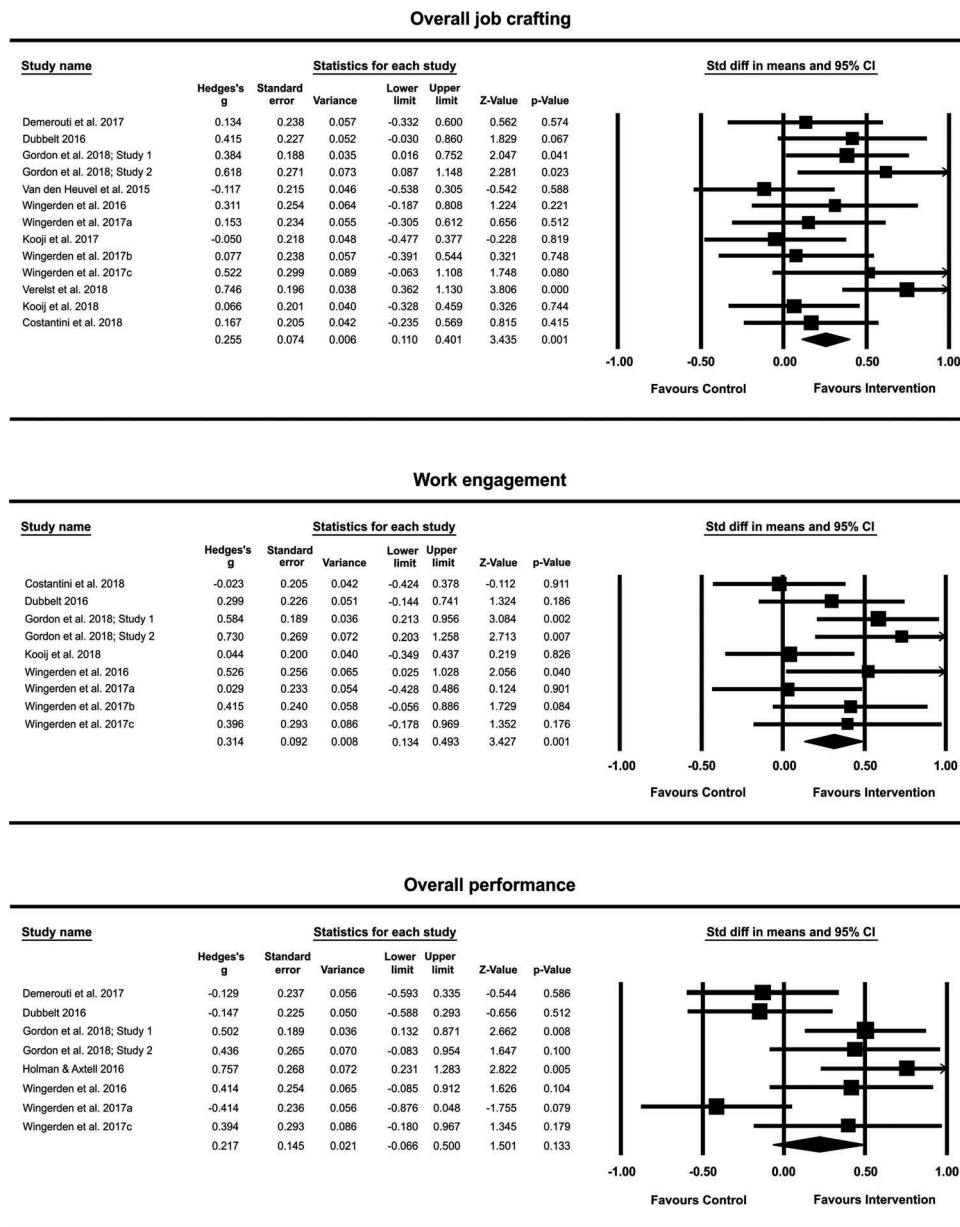 Overall job crafting
Study name Statistics for each study Std diff in means and 95% CI
Hedges's g Standard error Variance Lower limit Upper limit Z-Value p-Value
Demerouti et al. 2017 0.134 0.238 0.057 -0.332 0.600 0.562 0.574
Dubbelt 2016 0.415 0.227 0.052 -0.030 0.860 1.829 0.067
Gordon et al. 2018; Study 1 0.384 0.188 0.035 0.016 0.752 2.047 0.041
Gordon et al. 2018; Study 2 0.618 0.271 0.073 0.087 1.148 2.281 0.023
Van den Heuvel et al. 2015 -0.117 0.215 0.046 -0.538 0.305 -0.542 0.588
Wingerden et al. 2016 0.311 0.254 0.064 -0.187 0.808 1.224 0.221
Wingerden et al. 2017a 0.153 0.234 0.055 -0.305 0.612 0.656 0.512
Kooji et al. 2017 -0.050 0.218 0.048 -0.477 0.377 -0.228 0.819
Wingerden et al. 2017b 0.077 0.238 0.057 -0.391 0.544 0.321 0.748
Wingerden et al. 2017c 0.522 0.299 0.089 -0.063 1.108 1.748 0.080
Verelst et al. 2018 0.746 0.196 0.038 0.362 1.130 3.806 0.000
Kooij et al. 2018 0.066 0.201 0.040 -0.328 0.459 0.326 0.744
Costantini et al. 2018 0.167 0.205 0.042 -0.235 0.569 0.815 0.415
0.255 0.074 0.006 0.110 0.401 3.435 0.001
-1.00 -0.50 0.00 0.50 1.00
Favours Control Favours Intervention
Work engagement
Study name Statistics for each study Std diff in means and 95% CI
Hedges's g Standard error Variance Lower limit Upper limit Z-Value p-Value
Costantini et al. 2018 -0.023 0.205 0.042 -0.424 0.378 -0.112 0.911
Dubbelt 2016 0.299 0.226 0.051 -0.144 0.741 1.324 0.186
Gordon et al. 2018; Study 1 0.584 0.189 0.036 0.213 0.956 3.084 0.002
Gordon et al. 2018; Study 2 0.730 0.269 0.072 0.203 1.258 2.713 0.007
Kooij et al. 2018 0.044 0.200 0.040 -0.349 0.437 0.219 0.826
Wingerden et al. 2016 0.526 0.256 0.065 0.025 1.028 2.056 0.040
Wingerden et al. 2017a 0.029 0.233 0.054 -0.428 0.486 0.124 0.901
Wingerden et al. 2017b 0.415 0.240 0.058 -0.056 0.886 1.729 0.084
Wingerden et al. 2017c 0.396 0.293 0.086 -0.178 0.969 1.352 0.176
0.314 0.092 0.008 0.134 0.493 3.427 0.001
-1.00 -0.50 0.00 0.50 1.00
Favours Control Favours Intervention
Overall performance
Study name Statistics for each study Std diff in means and 95% CI
Hedges's g Standard error Variance Lower limit Upper limit Z-Value p-Value
Demerouti et al. 2017 -0.129 0.237 0.056 -0.593 0.335 -0.544 0.586
Dubbelt 2016 -0.147 0.225 0.050 -0.588 0.293 -0.656 0.512
Gordon et al. 2018; Study 1 0.502 0.189 0.036 0.132 0.871 2.662 0.008
Gordon et al. 2018; Study 2 0.436 0.265 0.070 -0.083 0.954 1.647 0.100
Holman & Axtell 2016 0.757 0.268 0.072 0.231 1.283 2.822 0.005
Wingerden et al. 2016 0.414 0.254 0.065 -0.085 0.912 1.626 0.104
Wingerden et al. 2017a -0.414 0.236 0.056 -0.876 0.048 -1.755 0.079
Wingerden et al. 2017c 0.394 0.293 0.086 -0.180 0.967 1.345 0.179
0.217 0.145 0.021 -0.066 0.500 1.501 0.133
-1.00 -0.50 0.00 0.50 1.00
Favours Control Favours Intervention